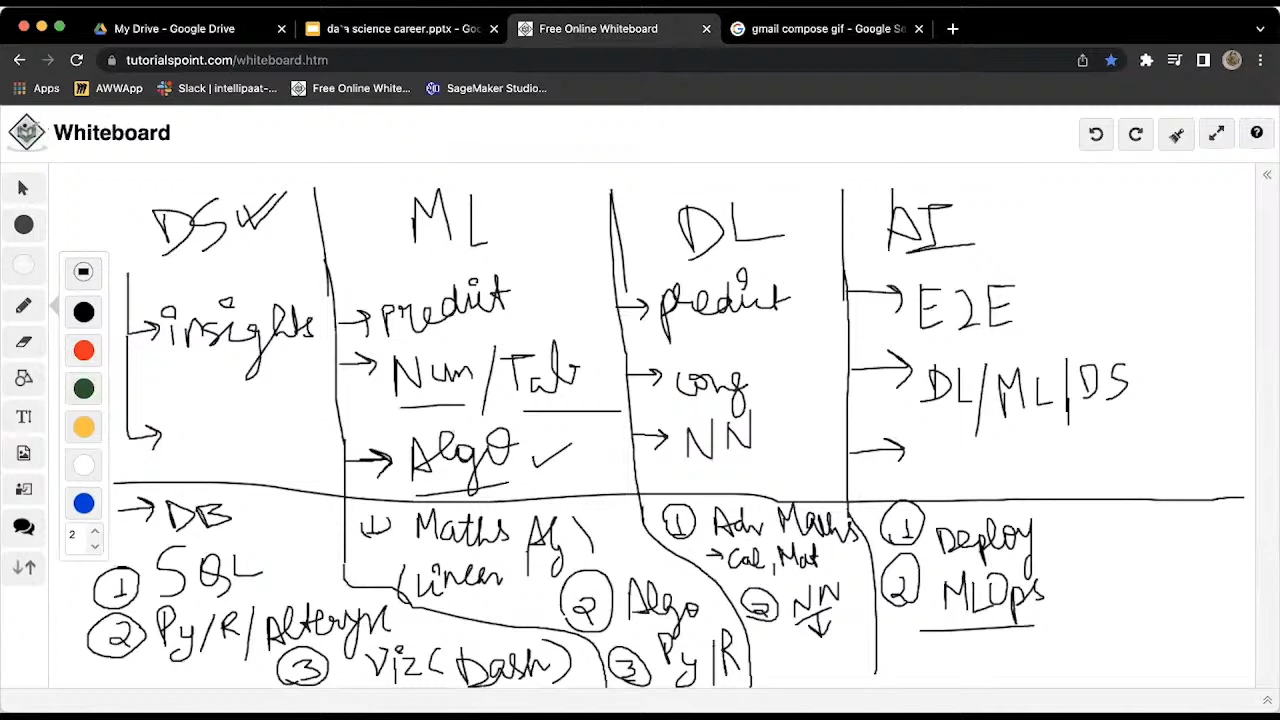 My Drive - Google Drive
data science career.pptx - Go
Free Online Whiteboard
gmail compose gif - Google Se
tutorialspoint.com/whiteboard.htm
Apps
AWWApp
Slack | intellipaat-...
Free Online White...
SageMaker Studio...
Whiteboard
DS
insights
ML
predict
Num/Tab
Algo
DL
predict
NN
AI
E2E
DL/ML/DS
2
DB
1 SQL
2 Py/R/Alteryx
3 Viz (Dash)
Maths Alg
(Linear
2 Algo
3 Py/R
1 Adv Maths
Cal, Mat
2 NN
1 Deploy
2 MLOps